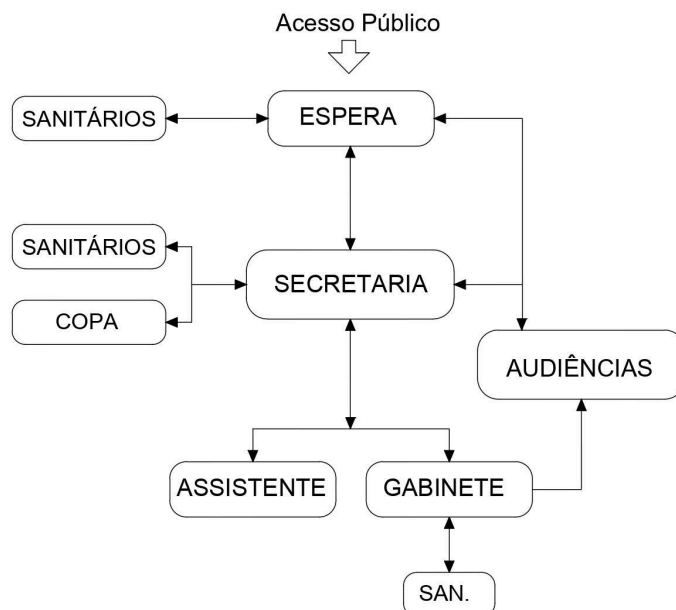 Acesso Público
SANITÁRIOS
ESPERA
SANITÁRIOS
SECRETARIA
COPA
AUDIÊNCIAS
ASSISTENTE
GABINETE
SAN.